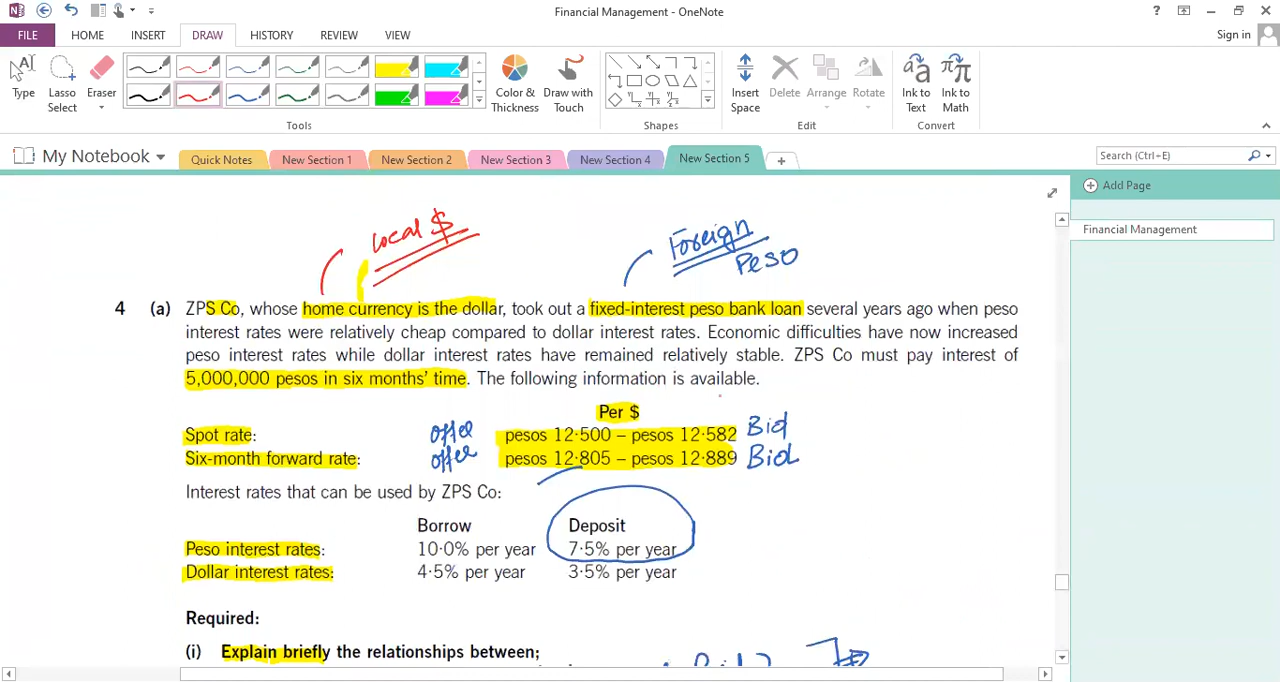 Financial Management - OneNote
FILE HOME INSERT DRAW HISTORY REVIEW VIEW Sign in
Type Lasso Select Eraser Color & Thickness Draw with Touch Insert Space Delete Arrange Rotate Ink to Text Ink to Math
Tools Shapes Edit Convert
My Notebook Quick Notes New Section 1 New Section 2 New Section 3 New Section 4 New Section 5 Search (Ctrl+E)
Add Page
Financial Management
Local $
Foreign
Peso
4 (a) ZPS Co, whose home currency is the dollar, took out a fixed-interest peso bank loan several years ago when peso
interest rates were relatively cheap compared to dollar interest rates. Economic difficulties have now increased
peso interest rates while dollar interest rates have remained relatively stable. ZPS Co must pay interest of
5,000,000 pesos in six months' time. The following information is available.
Per $
Spot rate: offer pesos 12·500 – pesos 12·582 Bid
Six-month forward rate: offer pesos 12·805 – pesos 12·889 Bid
Interest rates that can be used by ZPS Co:
Borrow Deposit
Peso interest rates: 10·0% per year 7·5% per year
Dollar interest rates: 4·5% per year 3·5% per year
Required:
(i) Explain briefly the relationships between;